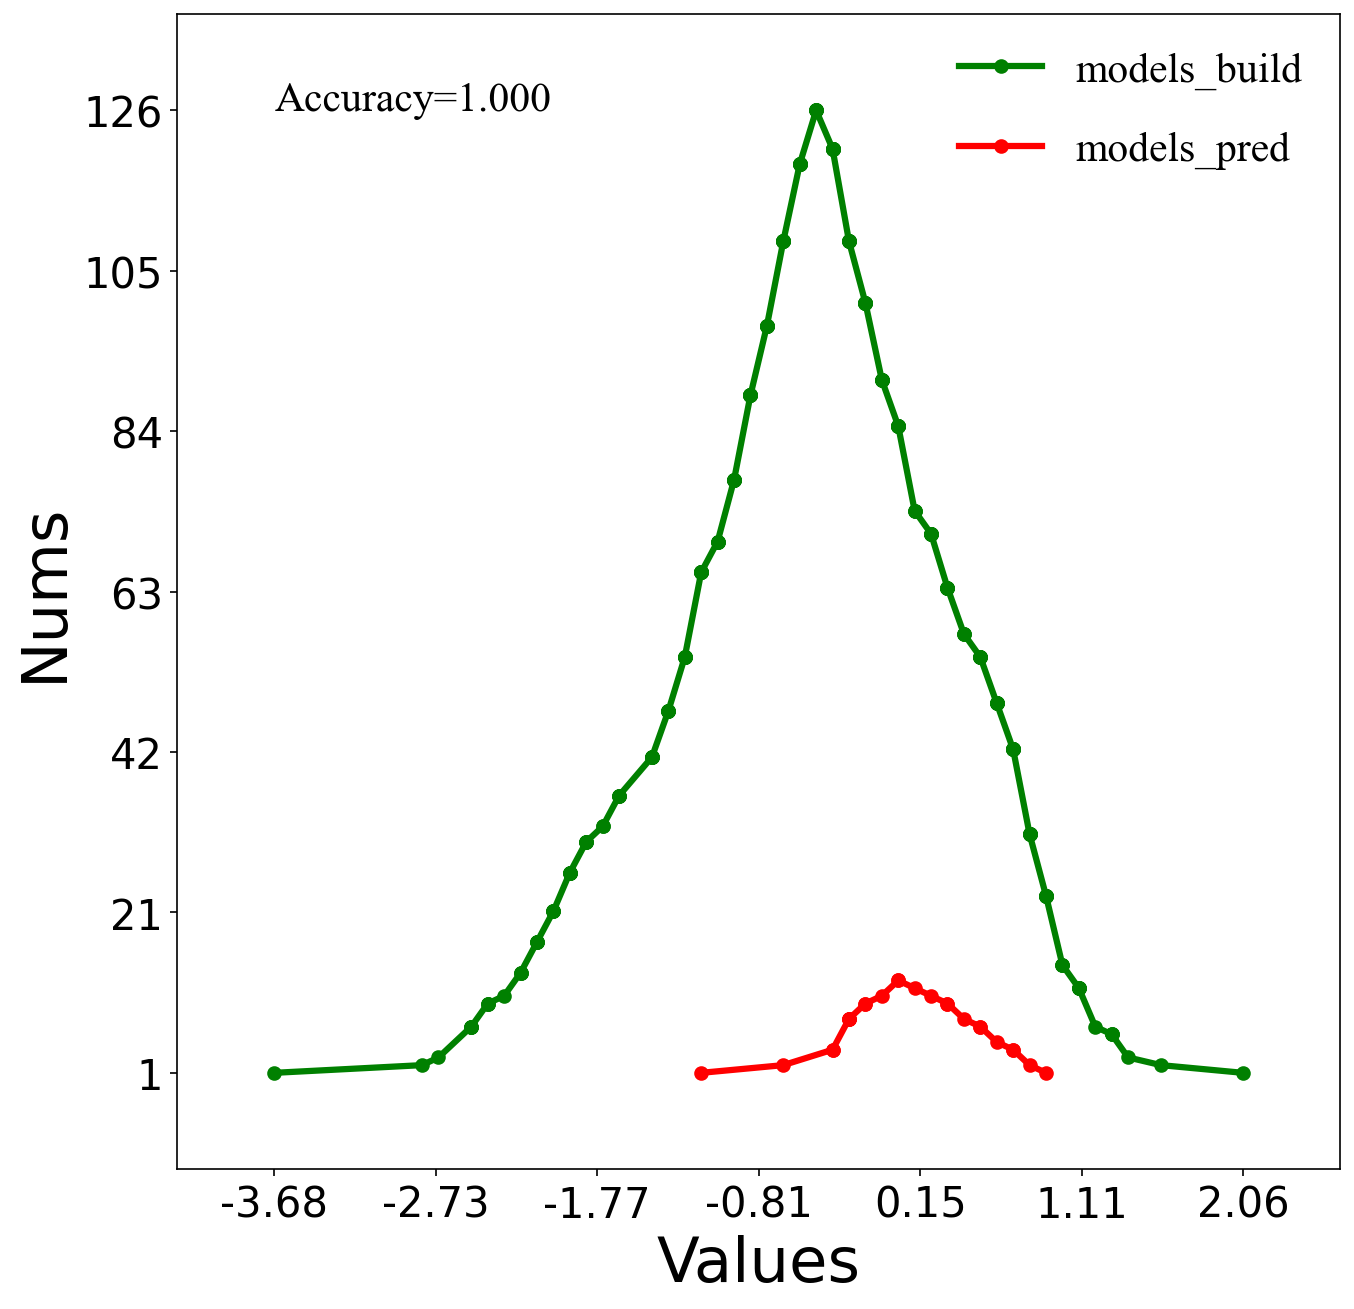 Accuracy=1.000
models_build
models_pred
126
105
84
63
42
21
1
Nums
-3.68 -2.73 -1.77 -0.81 0.15 1.11 2.06
Values